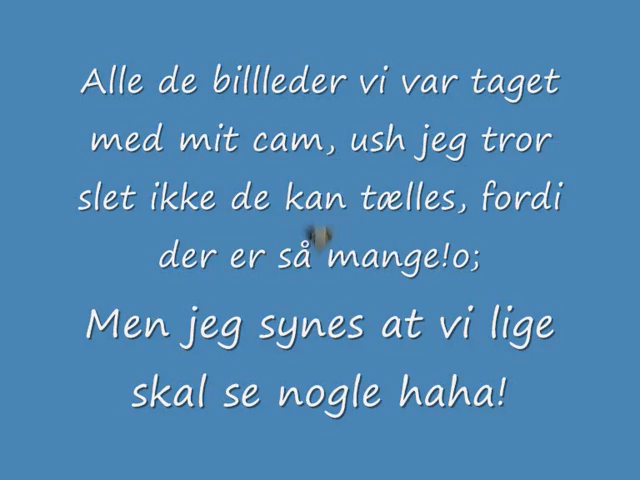 Alle de billleder vi var taget
med mit cam, ush jeg tror
slet ikke de kan tælles, fordi
der er så mange!o;
Men jeg synes at vi lige
skal se nogle haha!